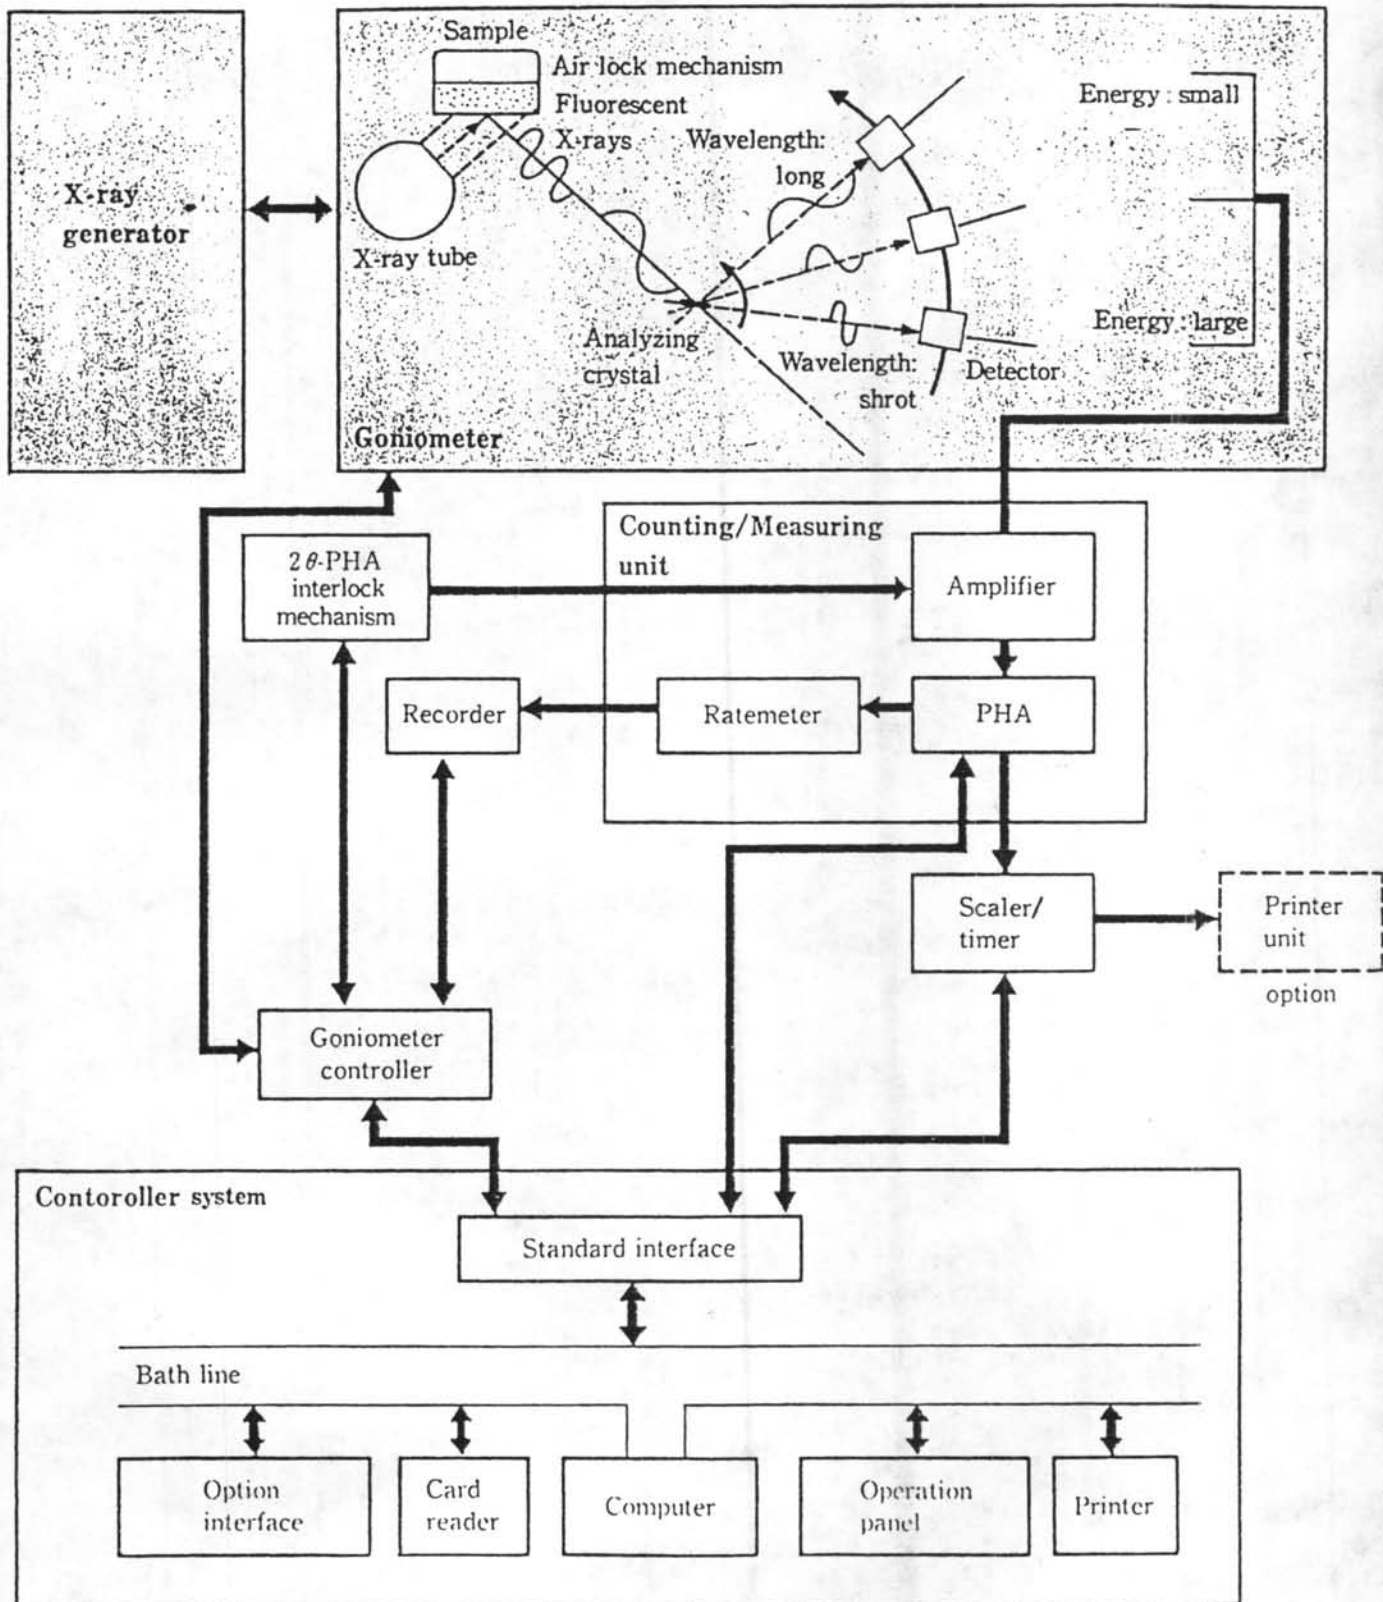 X-ray
generator
Sample
Air lock mechanism
Fluorescent
X-rays
X-ray tube
Wavelength:
long
Energy : small
Energy : large
Analyzing
crystal
Wavelength:
shrot
Detector
Goniometer
Counting/Measuring
unit
2θ-PHA
interlock
mechanism
Amplifier
Recorder
Ratemeter
PHA
Scaler/
timer
Printer
unit
option
Goniometer
controller
Contoroller system
Standard interface
Bath line
Option
interface
Card
reader
Computer
Operation
panel
Printer